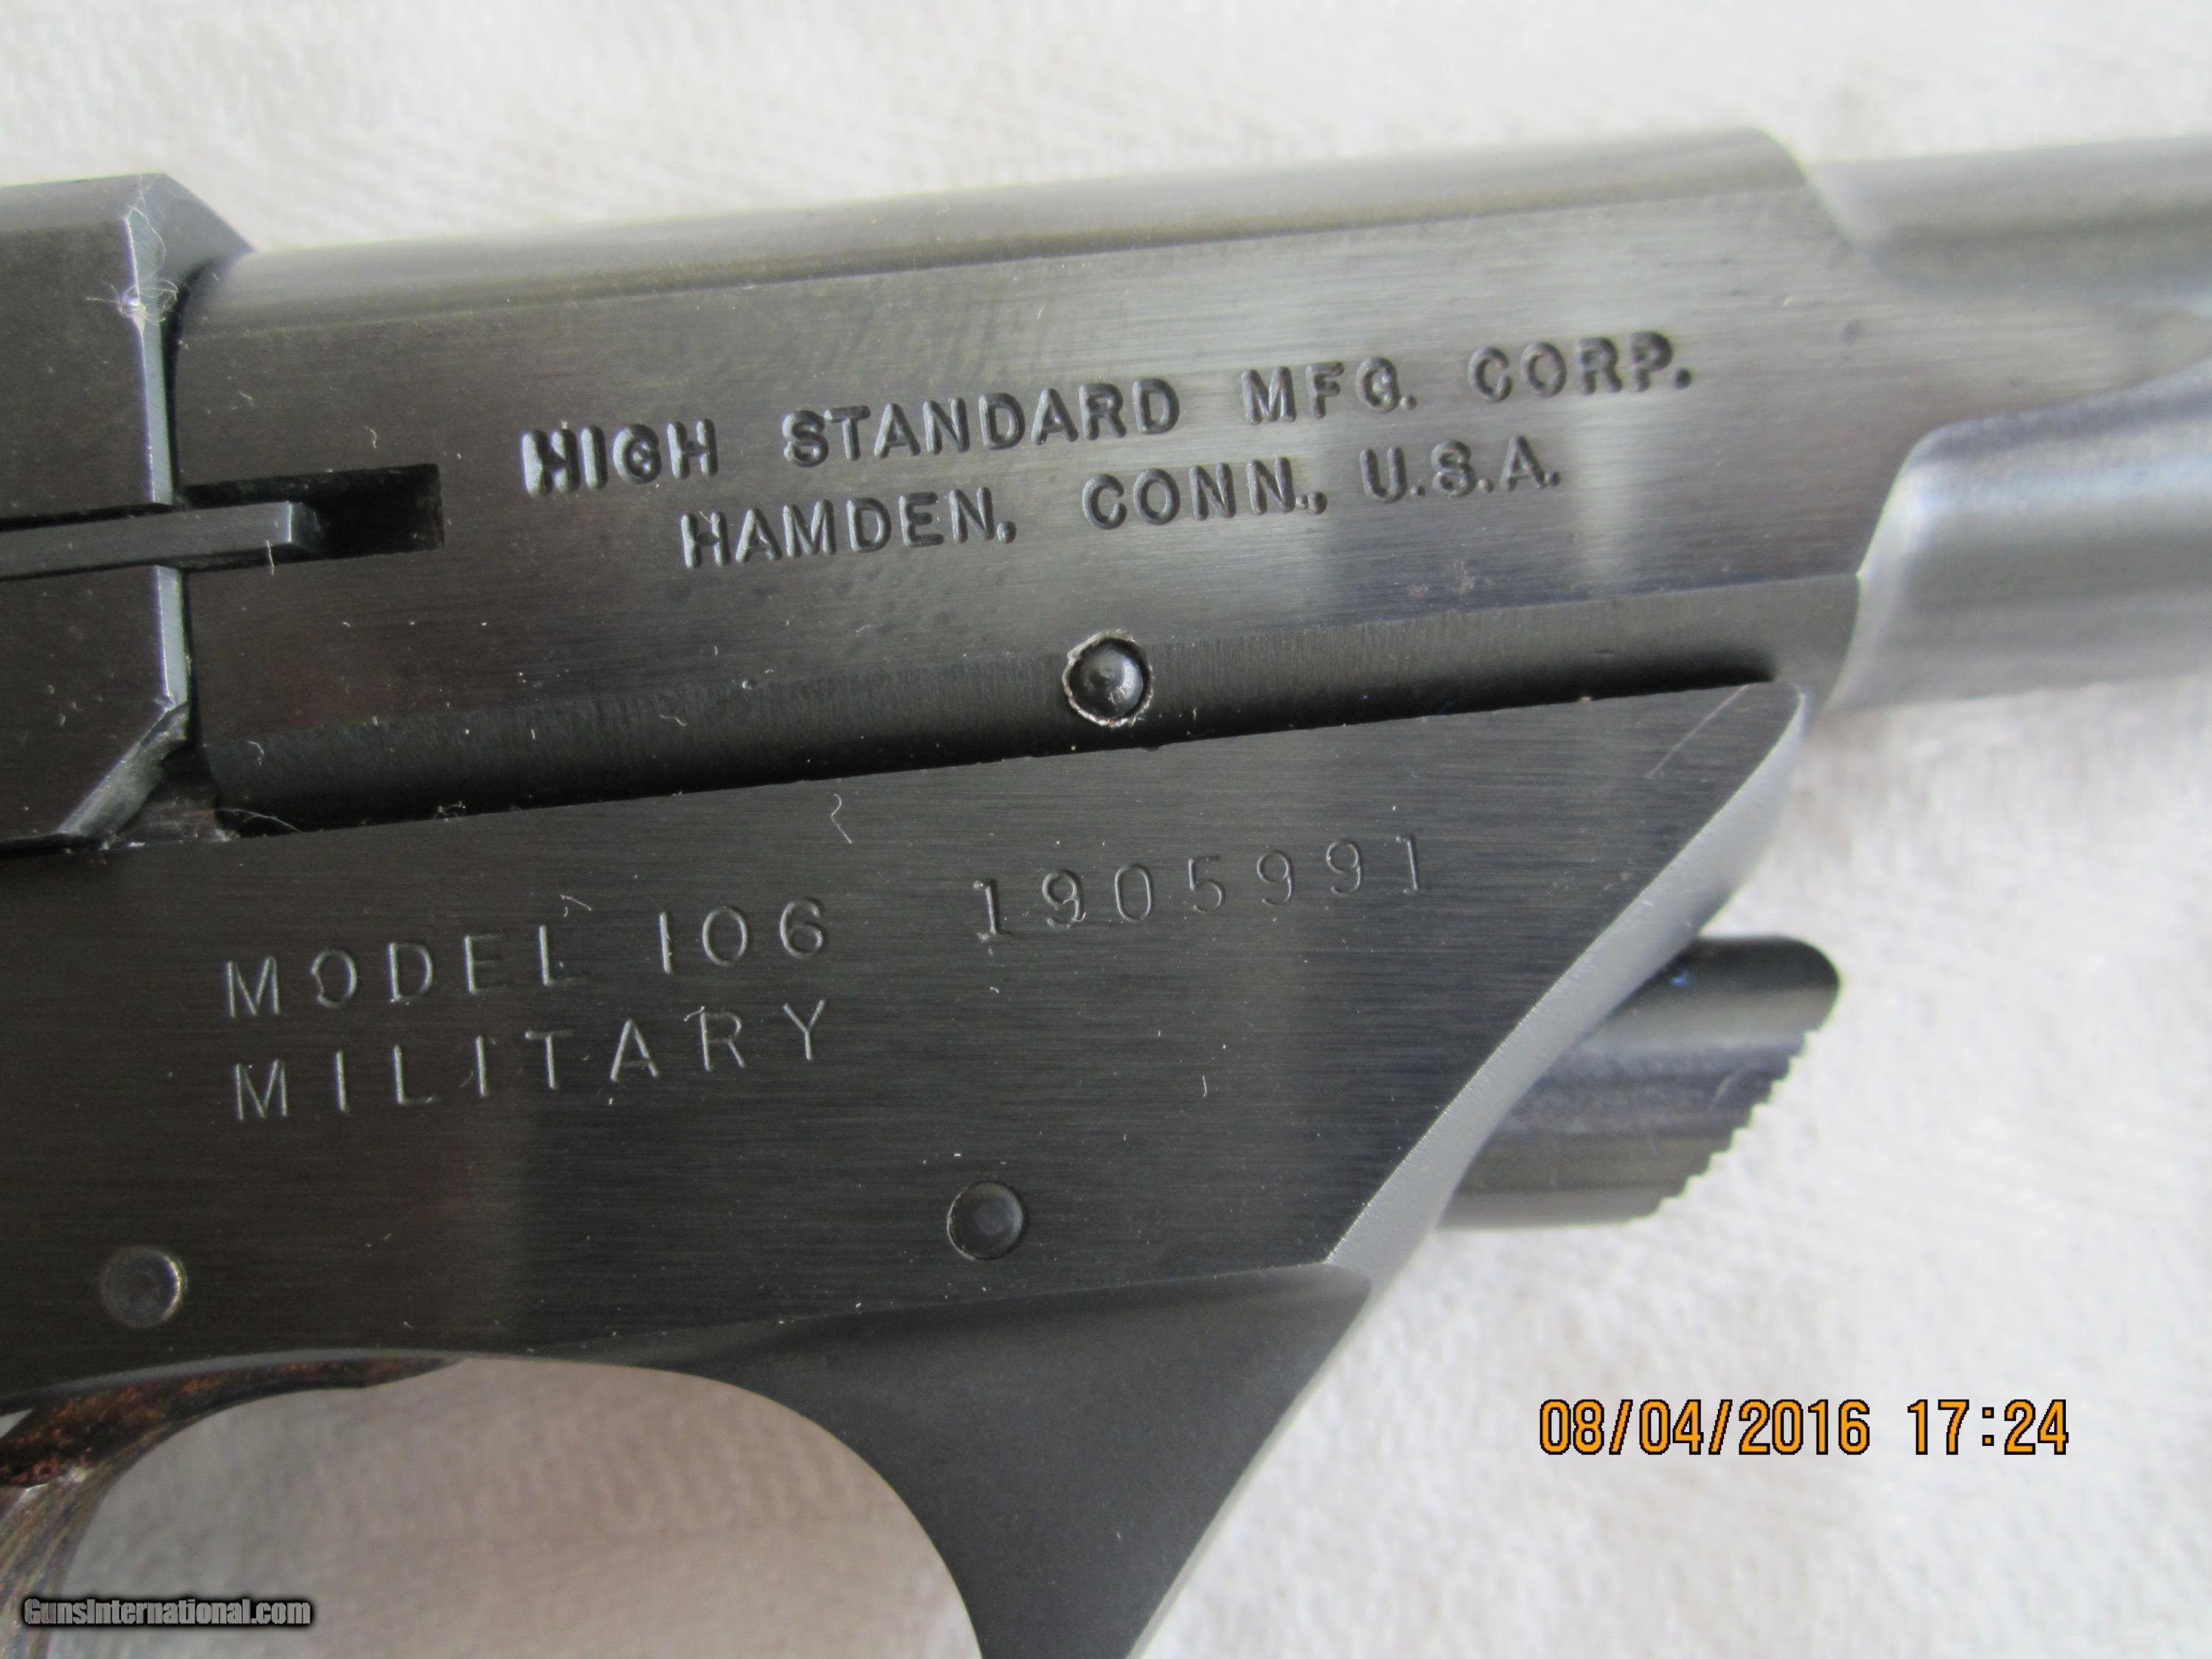 HIGH STANDARD MFG. CORP.
HAMDEN, CONN., U.S.A.
MODEL 106 1905991
MILITARY
08/04/2016 17:24
GunsInternational.com